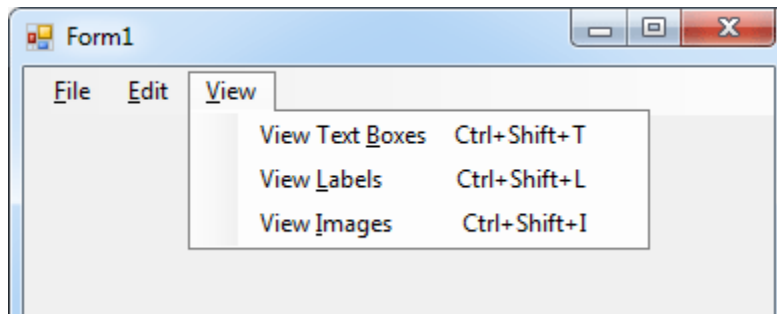 Form1
File Edit View
View Text Boxes Ctrl+Shift+T
View Labels Ctrl+Shift+L
View Images Ctrl+Shift+I